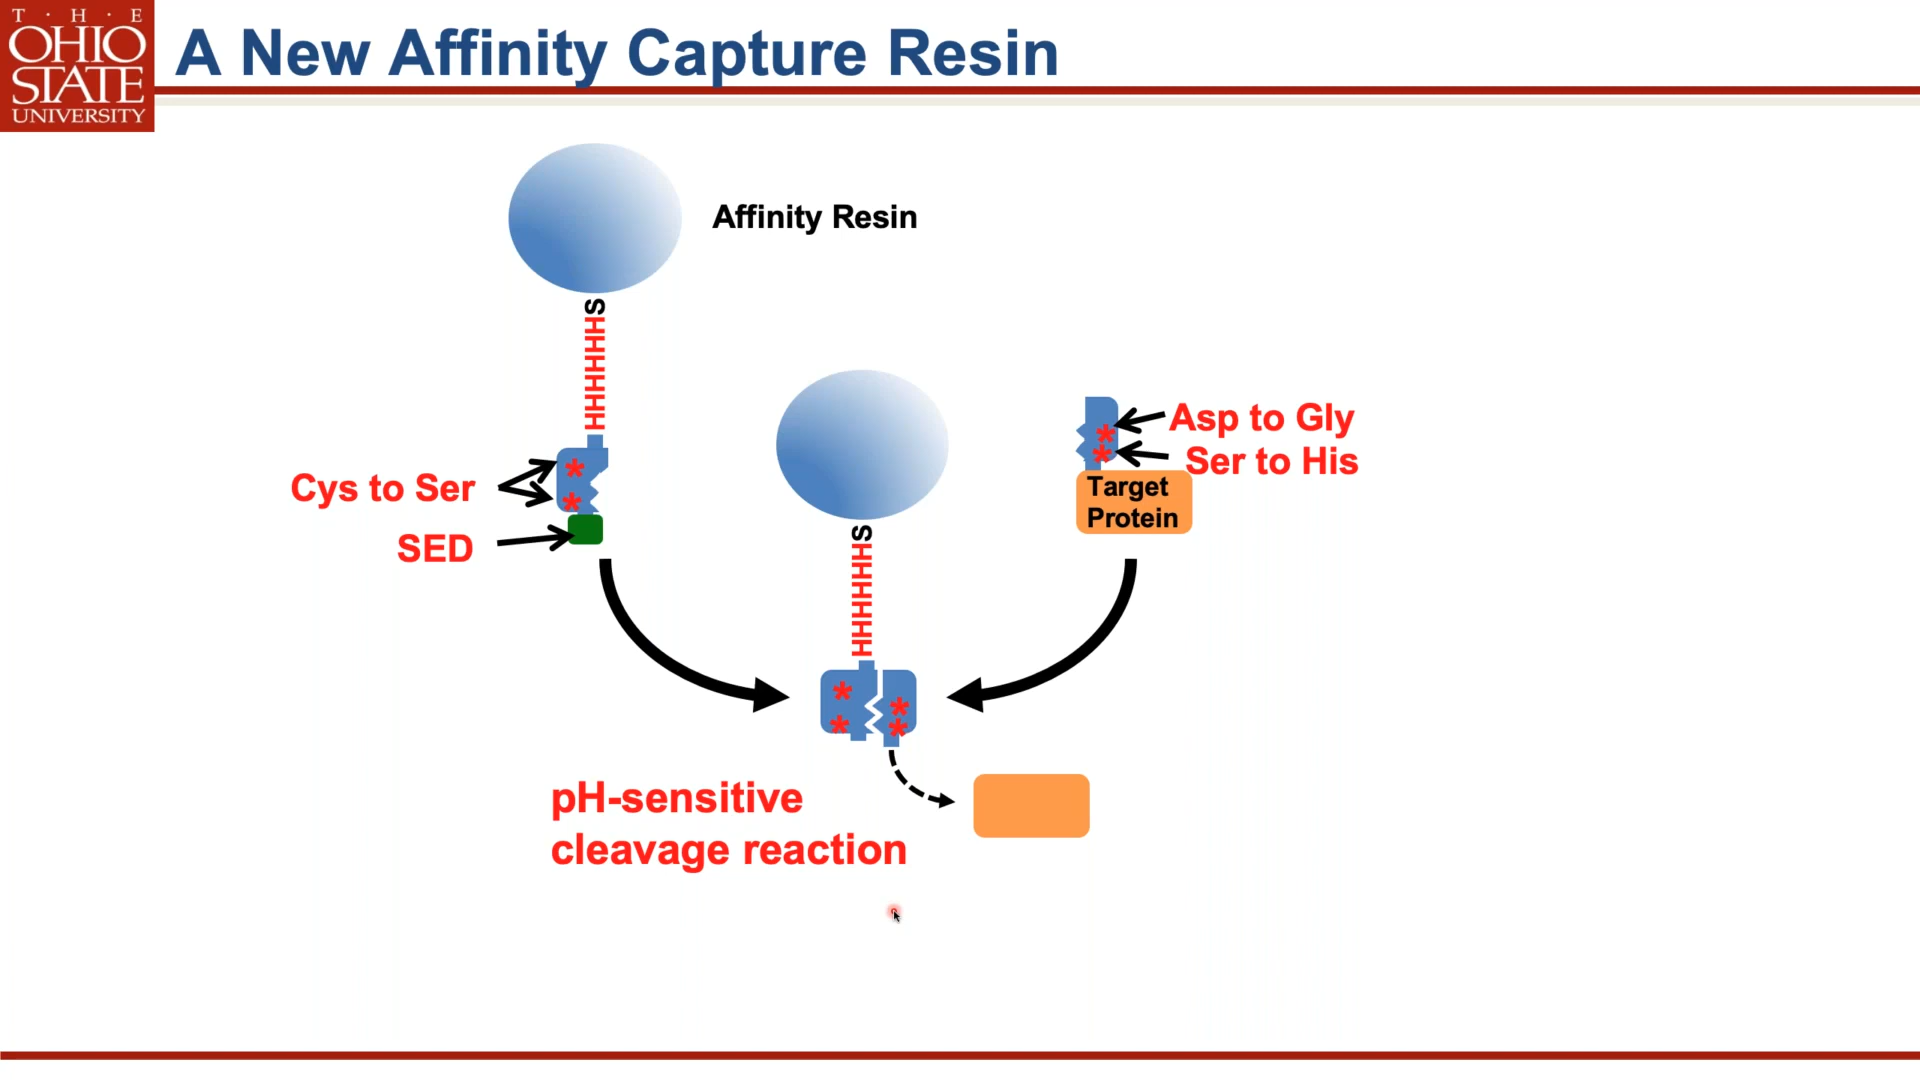 T · H · E
OHIO
STATE
UNIVERSITY
A New Affinity Capture Resin
Affinity Resin
SHHHHHH
Cys to Ser
SED
SHHHHHH
Asp to Gly
Ser to His
Target
Protein
pH-sensitive
cleavage reaction